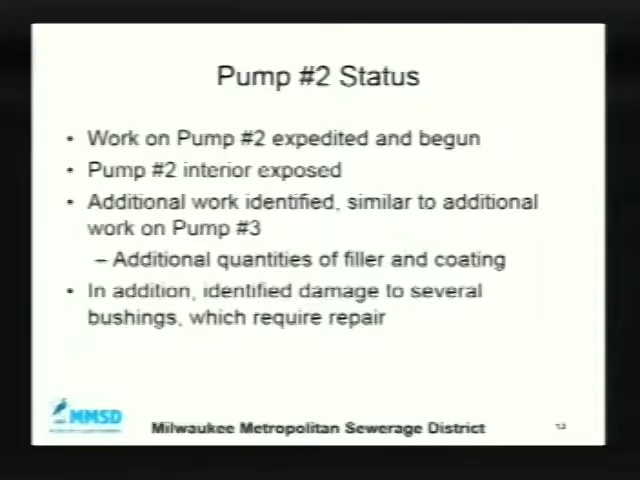 Pump #2 Status
• Work on Pump #2 expedited and begun
• Pump #2 interior exposed
• Additional work identified, similar to additional
work on Pump #3
– Additional quantities of filler and coating
• In addition, identified damage to several
bushings, which require repair
MMSD
Milwaukee Metropolitan Sewerage District